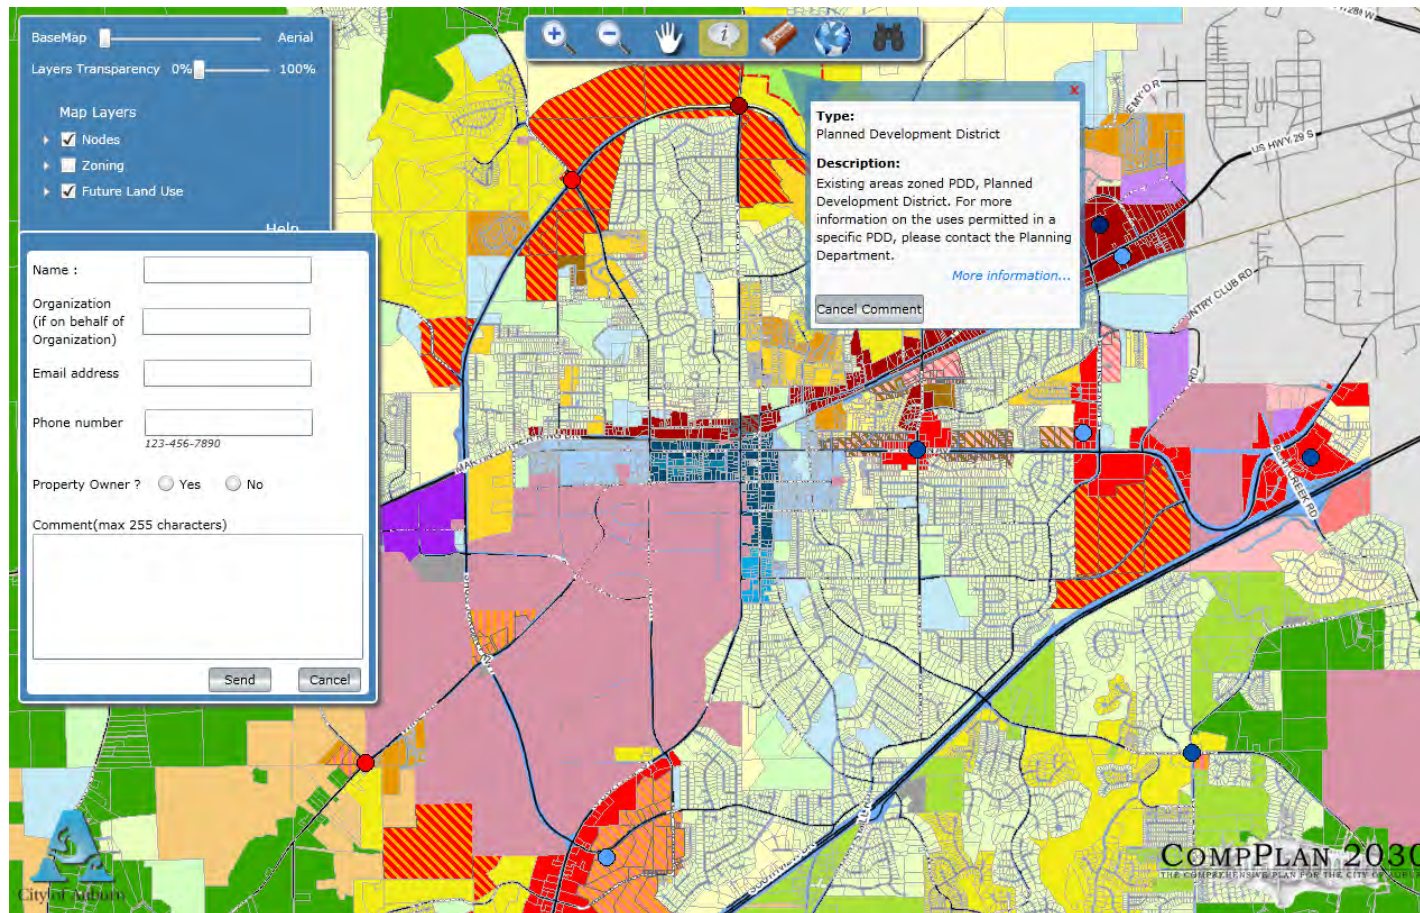 BaseMap
Aerial
Layers Transparency 0%
100%
Map Layers
Nodes
Zoning
Future Land Use
Help
Name :
Organization
(if on behalf of
Organization)
Email address
Phone number
123-456-7890
Property Owner ? Yes No
Comment(max 255 characters)
Send Cancel
x
Type:
Planned Development District
Description:
Existing areas zoned PDD, Planned
Development District. For more
information on the uses permitted in a
specific PDD, please contact the Planning
Department.
More information...
Cancel Comment
US HWY 29 S
City of Auburn
COMPPLAN 2030